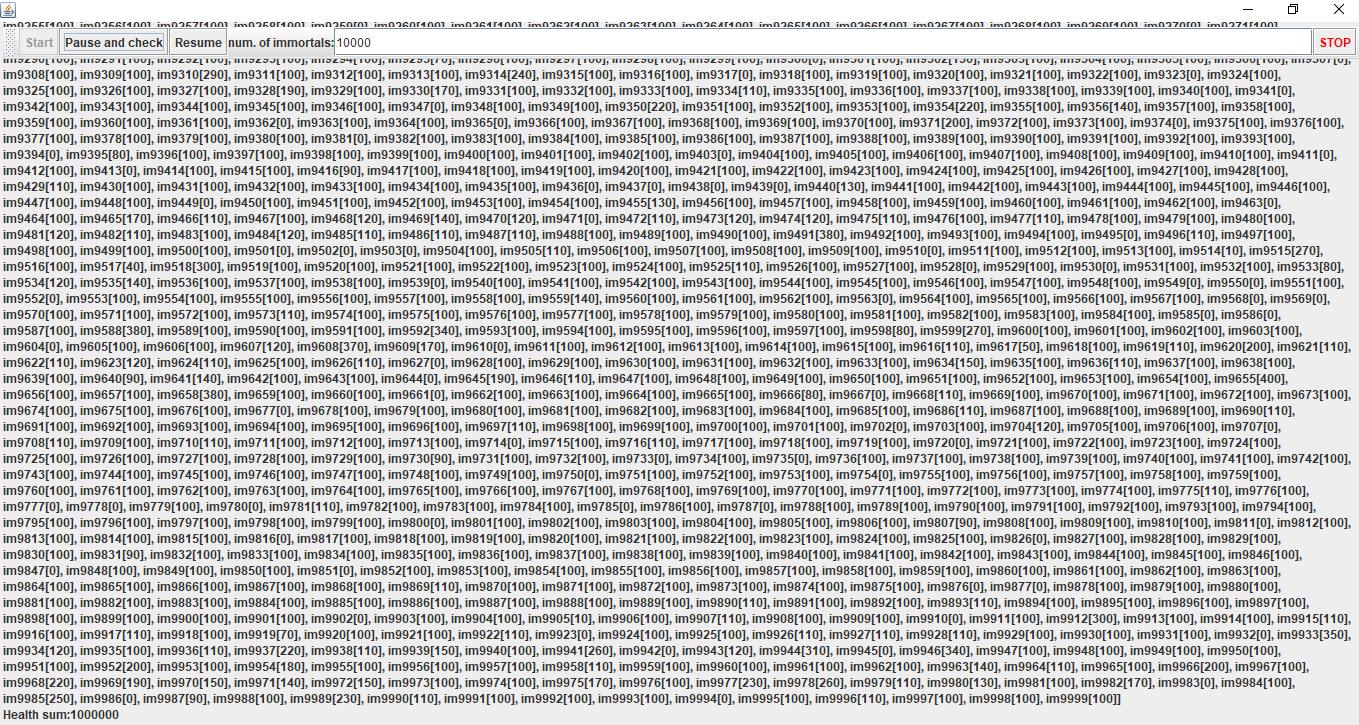 Start Pause and check Resume num. of immortals: 10000 STOP
im9308[100], im9309[100], im9310[290], im9311[100], im9312[100], im9313[100], im9314[240], im9315[100], im9316[100], im9317[0], im9318[100], im9319[100], im9320[100], im9321[100], im9322[100], im9323[0], im9324[100],
im9325[100], im9326[100], im9327[100], im9328[190], im9329[100], im9330[170], im9331[100], im9332[100], im9333[100], im9334[110], im9335[100], im9336[100], im9337[100], im9338[100], im9339[100], im9340[100], im9341[0],
im9342[100], im9343[100], im9344[100], im9345[100], im9346[100], im9347[0], im9348[100], im9349[100], im9350[220], im9351[100], im9352[100], im9353[100], im9354[220], im9355[100], im9356[140], im9357[100], im9358[100],
im9359[100], im9360[100], im9361[100], im9362[0], im9363[100], im9364[100], im9365[0], im9366[100], im9367[100], im9368[100], im9369[100], im9370[100], im9371[200], im9372[100], im9373[100], im9374[0], im9375[100], im9376[100],
im9377[100], im9378[100], im9379[100], im9380[100], im9381[0], im9382[100], im9383[100], im9384[100], im9385[100], im9386[100], im9387[100], im9388[100], im9389[100], im9390[100], im9391[100], im9392[100], im9393[100],
im9394[0], im9395[80], im9396[100], im9397[100], im9398[100], im9399[100], im9400[100], im9401[100], im9402[100], im9403[0], im9404[100], im9405[100], im9406[100], im9407[100], im9408[100], im9409[100], im9410[100], im9411[0],
im9412[100], im9413[0], im9414[100], im9415[100], im9416[90], im9417[100], im9418[100], im9419[100], im9420[100], im9421[100], im9422[100], im9423[100], im9424[100], im9425[100], im9426[100], im9427[100], im9428[100],
im9429[110], im9430[100], im9431[100], im9432[100], im9433[100], im9434[100], im9435[100], im9436[0], im9437[0], im9438[0], im9439[0], im9440[130], im9441[100], im9442[100], im9443[100], im9444[100], im9445[100], im9446[100],
im9447[100], im9448[100], im9449[0], im9450[100], im9451[100], im9452[100], im9453[100], im9454[100], im9455[130], im9456[100], im9457[100], im9458[100], im9459[100], im9460[100], im9461[100], im9462[100], im9463[0],
im9464[100], im9465[170], im9466[110], im9467[100], im9468[120], im9469[140], im9470[120], im9471[0], im9472[110], im9473[120], im9474[120], im9475[110], im9476[100], im9477[110], im9478[100], im9479[100], im9480[100],
im9481[120], im9482[110], im9483[100], im9484[120], im9485[110], im9486[110], im9487[110], im9488[100], im9489[100], im9490[100], im9491[380], im9492[100], im9493[100], im9494[100], im9495[0], im9496[110], im9497[100],
im9498[100], im9499[100], im9500[100], im9501[0], im9502[0], im9503[0], im9504[100], im9505[110], im9506[100], im9507[100], im9508[100], im9509[100], im9510[0], im9511[100], im9512[100], im9513[100], im9514[10], im9515[270],
im9516[100], im9517[40], im9518[300], im9519[100], im9520[100], im9521[100], im9522[100], im9523[100], im9524[100], im9525[110], im9526[100], im9527[100], im9528[0], im9529[100], im9530[0], im9531[100], im9532[100], im9533[80],
im9534[120], im9535[140], im9536[100], im9537[100], im9538[100], im9539[0], im9540[100], im9541[100], im9542[100], im9543[100], im9544[100], im9545[100], im9546[100], im9547[100], im9548[100], im9549[0], im9550[0], im9551[100],
im9552[0], im9553[100], im9554[100], im9555[100], im9556[100], im9557[100], im9558[100], im9559[140], im9560[100], im9561[100], im9562[100], im9563[0], im9564[100], im9565[100], im9566[100], im9567[100], im9568[0], im9569[0],
im9570[100], im9571[100], im9572[100], im9573[110], im9574[100], im9575[100], im9576[100], im9577[100], im9578[100], im9579[100], im9580[100], im9581[100], im9582[100], im9583[100], im9584[100], im9585[0], im9586[0],
im9587[180], im9588[380], im9589[100], im9590[100], im9591[100], im9592[340], im9593[100], im9594[100], im9595[100], im9596[100], im9597[100], im9598[80], im9599[270], im9600[100], im9601[100], im9602[100], im9603[100],
im9604[0], im9605[100], im9606[100], im9607[120], im9608[370], im9609[170], im9610[0], im9611[100], im9612[100], im9613[100], im9614[100], im9615[100], im9616[110], im9617[50], im9618[100], im9619[110], im9620[200], im9621[110],
im9622[110], im9623[120], im9624[110], im9625[100], im9626[110], im9627[0], im9628[100], im9629[100], im9630[100], im9631[100], im9632[100], im9633[100], im9634[150], im9635[100], im9636[110], im9637[100], im9638[100],
im9639[100], im9640[90], im9641[140], im9642[100], im9643[100], im9644[0], im9645[190], im9646[110], im9647[100], im9648[100], im9649[100], im9650[100], im9651[100], im9652[100], im9653[100], im9654[100], im9655[400],
im9656[100], im9657[100], im9658[380], im9659[100], im9660[100], im9661[0], im9662[100], im9663[100], im9664[100], im9665[100], im9666[80], im9667[0], im9668[110], im9669[100], im9670[100], im9671[100], im9672[100], im9673[100],
im9674[100], im9675[100], im9676[100], im9677[0], im9678[100], im9679[100], im9680[100], im9681[100], im9682[100], im9683[100], im9684[100], im9685[100], im9686[110], im9687[100], im9688[100], im9689[100], im9690[110],
im9691[100], im9692[100], im9693[100], im9694[100], im9695[100], im9696[100], im9697[110], im9698[100], im9699[100], im9700[100], im9701[100], im9702[0], im9703[100], im9704[120], im9705[100], im9706[100], im9707[0],
im9708[110], im9709[100], im9710[110], im9711[100], im9712[100], im9713[100], im9714[0], im9715[100], im9716[110], im9717[100], im9718[100], im9719[100], im9720[0], im9721[100], im9722[100], im9723[100], im9724[100],
im9725[100], im9726[100], im9727[100], im9728[100], im9729[100], im9730[90], im9731[100], im9732[100], im9733[0], im9734[100], im9735[0], im9736[100], im9737[100], im9738[100], im9739[100], im9740[100], im9741[100], im9742[100],
im9743[100], im9744[100], im9745[100], im9746[100], im9747[100], im9748[100], im9749[100], im9750[0], im9751[100], im9752[100], im9753[100], im9754[0], im9755[100], im9756[100], im9757[100], im9758[100], im9759[100],
im9760[100], im9761[100], im9762[100], im9763[100], im9764[100], im9765[100], im9766[100], im9767[100], im9768[100], im9769[100], im9770[100], im9771[100], im9772[100], im9773[100], im9774[100], im9775[110], im9776[100],
im9777[0], im9778[0], im9779[100], im9780[0], im9781[110], im9782[100], im9783[100], im9784[100], im9785[0], im9786[100], im9787[0], im9788[100], im9789[100], im9790[100], im9791[100], im9792[100], im9793[100], im9794[100],
im9795[100], im9796[100], im9797[100], im9798[100], im9799[100], im9800[0], im9801[100], im9802[100], im9803[100], im9804[100], im9805[100], im9806[100], im9807[90], im9808[100], im9809[100], im9810[100], im9811[0], im9812[100],
im9813[100], im9814[100], im9815[100], im9816[0], im9817[100], im9818[100], im9819[100], im9820[100], im9821[100], im9822[100], im9823[100], im9824[100], im9825[100], im9826[0], im9827[100], im9828[100], im9829[100],
im9830[100], im9831[90], im9832[100], im9833[100], im9834[100], im9835[100], im9836[100], im9837[100], im9838[100], im9839[100], im9840[100], im9841[100], im9842[100], im9843[100], im9844[100], im9845[100], im9846[100],
im9847[0], im9848[100], im9849[100], im9850[100], im9851[0], im9852[100], im9853[100], im9854[100], im9855[100], im9856[100], im9857[100], im9858[100], im9859[100], im9860[100], im9861[100], im9862[100], im9863[100],
im9864[100], im9865[100], im9866[100], im9867[100], im9868[100], im9869[110], im9870[100], im9871[100], im9872[100], im9873[100], im9874[100], im9875[100], im9876[0], im9877[0], im9878[100], im9879[100], im9880[100],
im9881[100], im9882[100], im9883[100], im9884[100], im9885[100], im9886[100], im9887[100], im9888[100], im9889[100], im9890[110], im9891[100], im9892[100], im9893[110], im9894[100], im9895[100], im9896[100], im9897[100],
im9898[100], im9899[100], im9900[100], im9901[100], im9902[0], im9903[100], im9904[100], im9905[10], im9906[100], im9907[110], im9908[100], im9909[100], im9910[0], im9911[100], im9912[300], im9913[100], im9914[100], im9915[110],
im9916[100], im9917[110], im9918[100], im9919[70], im9920[100], im9921[100], im9922[110], im9923[0], im9924[100], im9925[100], im9926[110], im9927[110], im9928[110], im9929[100], im9930[100], im9931[100], im9932[0], im9933[350],
im9934[120], im9935[100], im9936[110], im9937[220], im9938[110], im9939[150], im9940[100], im9941[260], im9942[0], im9943[120], im9944[310], im9945[0], im9946[340], im9947[100], im9948[100], im9949[100], im9950[100],
im9951[100], im9952[200], im9953[100], im9954[180], im9955[100], im9956[100], im9957[100], im9958[110], im9959[100], im9960[100], im9961[100], im9962[100], im9963[140], im9964[110], im9965[100], im9966[200], im9967[100],
im9968[220], im9969[190], im9970[150], im9971[140], im9972[150], im9973[100], im9974[100], im9975[170], im9976[100], im9977[230], im9978[260], im9979[110], im9980[130], im9981[100], im9982[170], im9983[0], im9984[100],
im9985[250], im9986[0], im9987[90], im9988[100], im9989[230], im9990[110], im9991[100], im9992[100], im9993[100], im9994[0], im9995[100], im9996[110], im9997[100], im9998[100], im9999[100]]
Health sum:1000000